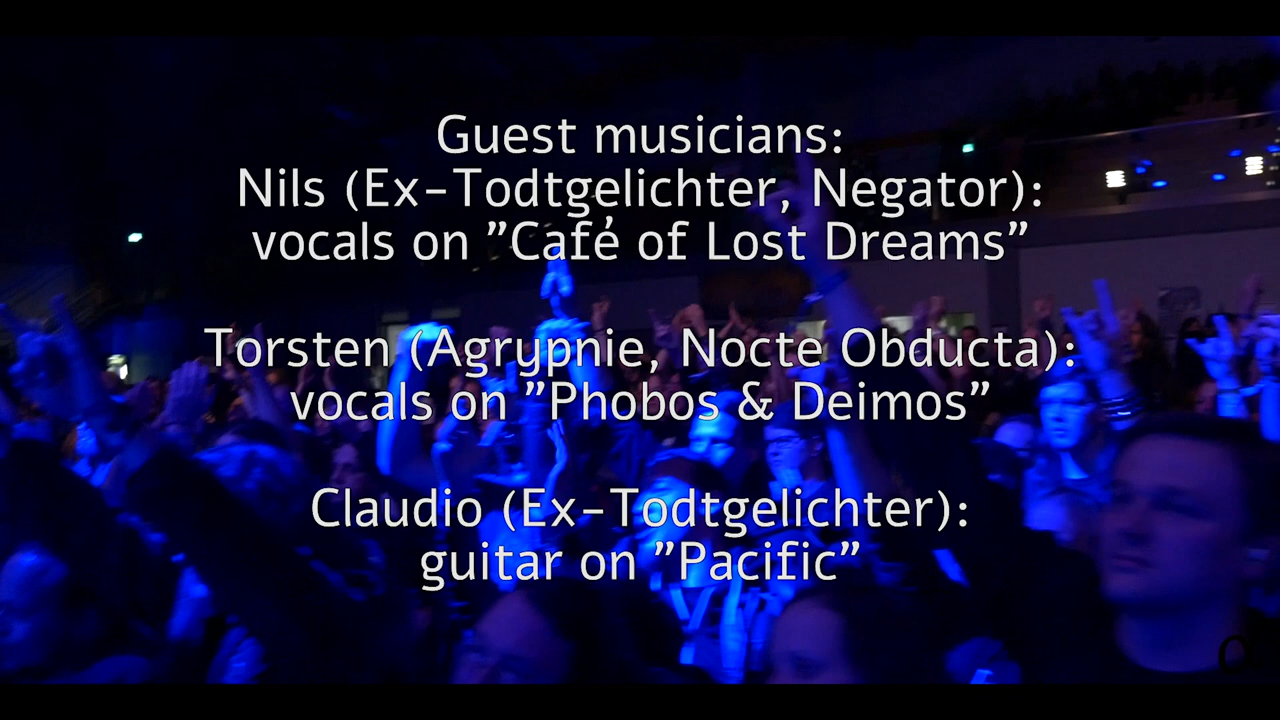 Guest musicians:
Nils (Ex-Todtgelichter, Negator):
vocals on ”Café of Lost Dreams”
Torsten (Agrypnie, Nocte Obducta):
vocals on ”Phobos & Deimos”
Claudio (Ex-Todtgelichter):
guitar on ”Pacific”